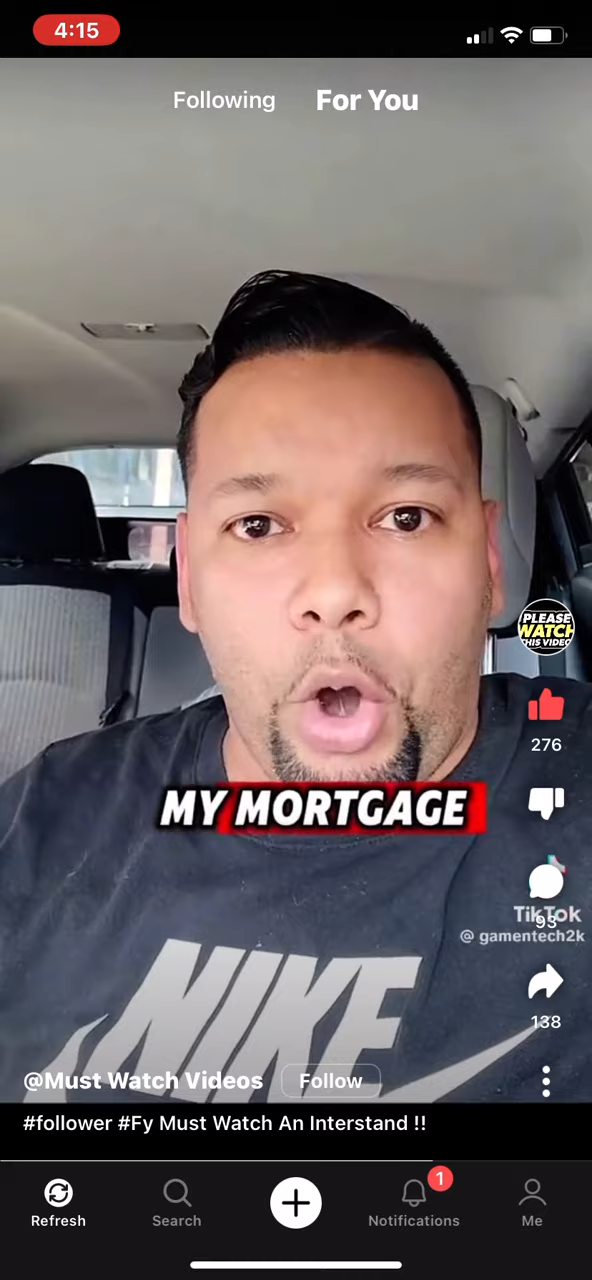 4:15
Following For You
PLEASE
WATCH
THIS VIDEO
276
MY MORTGAGE
TikTok
93
@ gamentech2k
NIKE
138
@Must Watch Videos Follow
#follower #Fy Must Watch An Interstand !!
1
Refresh Search Notifications Me